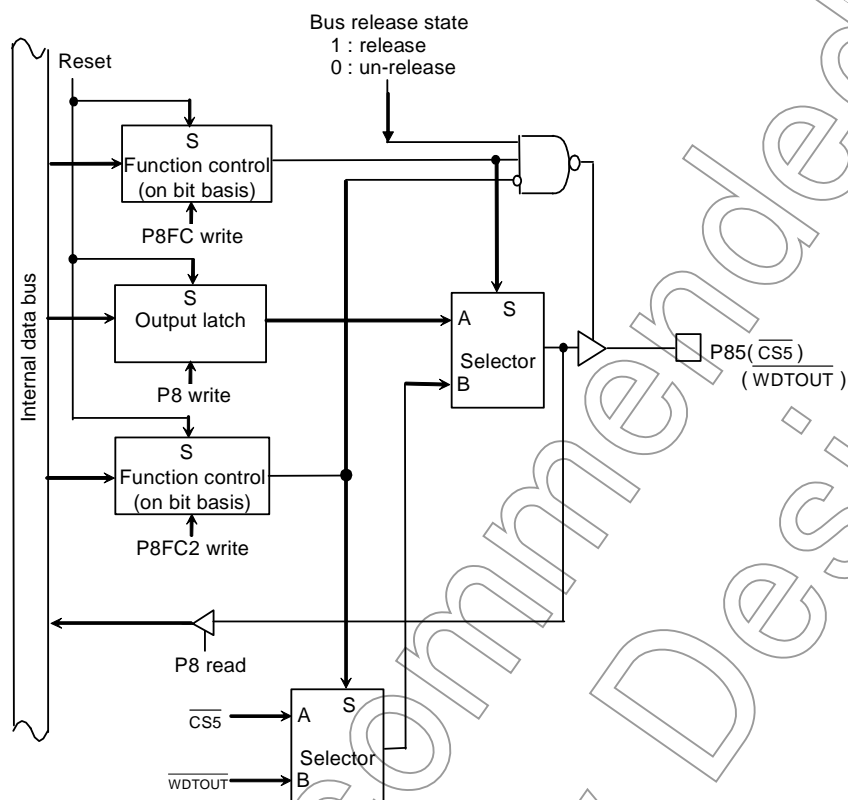 Bus release state
1 : release
0 : un-release
Reset
S
Function control
(on bit basis)
P8FC write
S
Output latch
P8 write
S
Function control
(on bit basis)
P8FC2 write
Internal data bus
A
S
Selector
B
P85(CS5)
(WDTOUT)
P8 read
CS5
A
S
Selector
WDTOUT
B